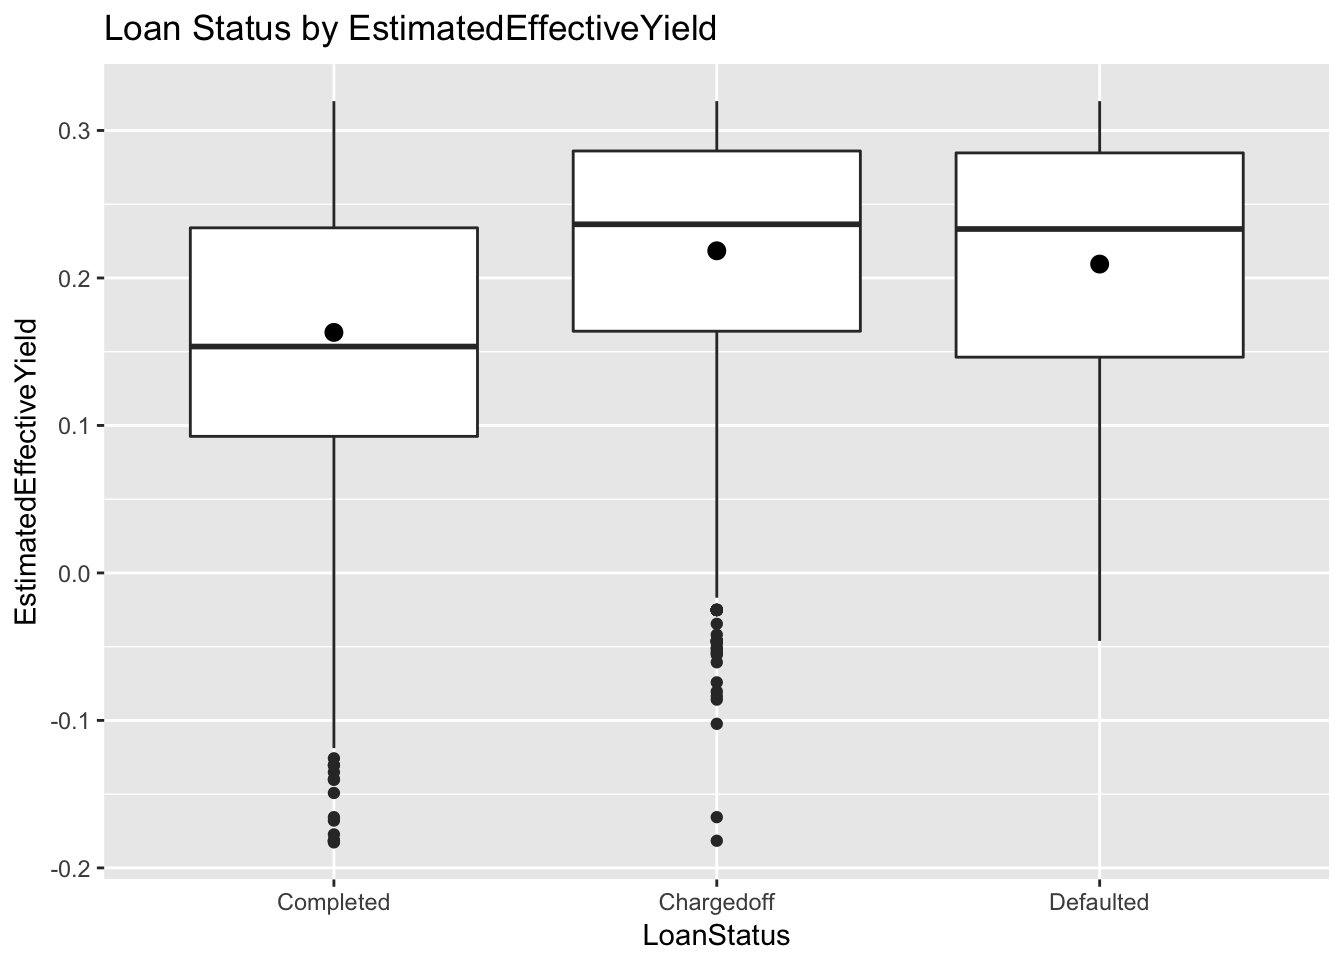 Loan Status by EstimatedEffectiveYield
EstimatedEffectiveYield
0.3
0.2
0.1
0.0
-0.1
-0.2
Completed
Chargedoff
Defaulted
LoanStatus